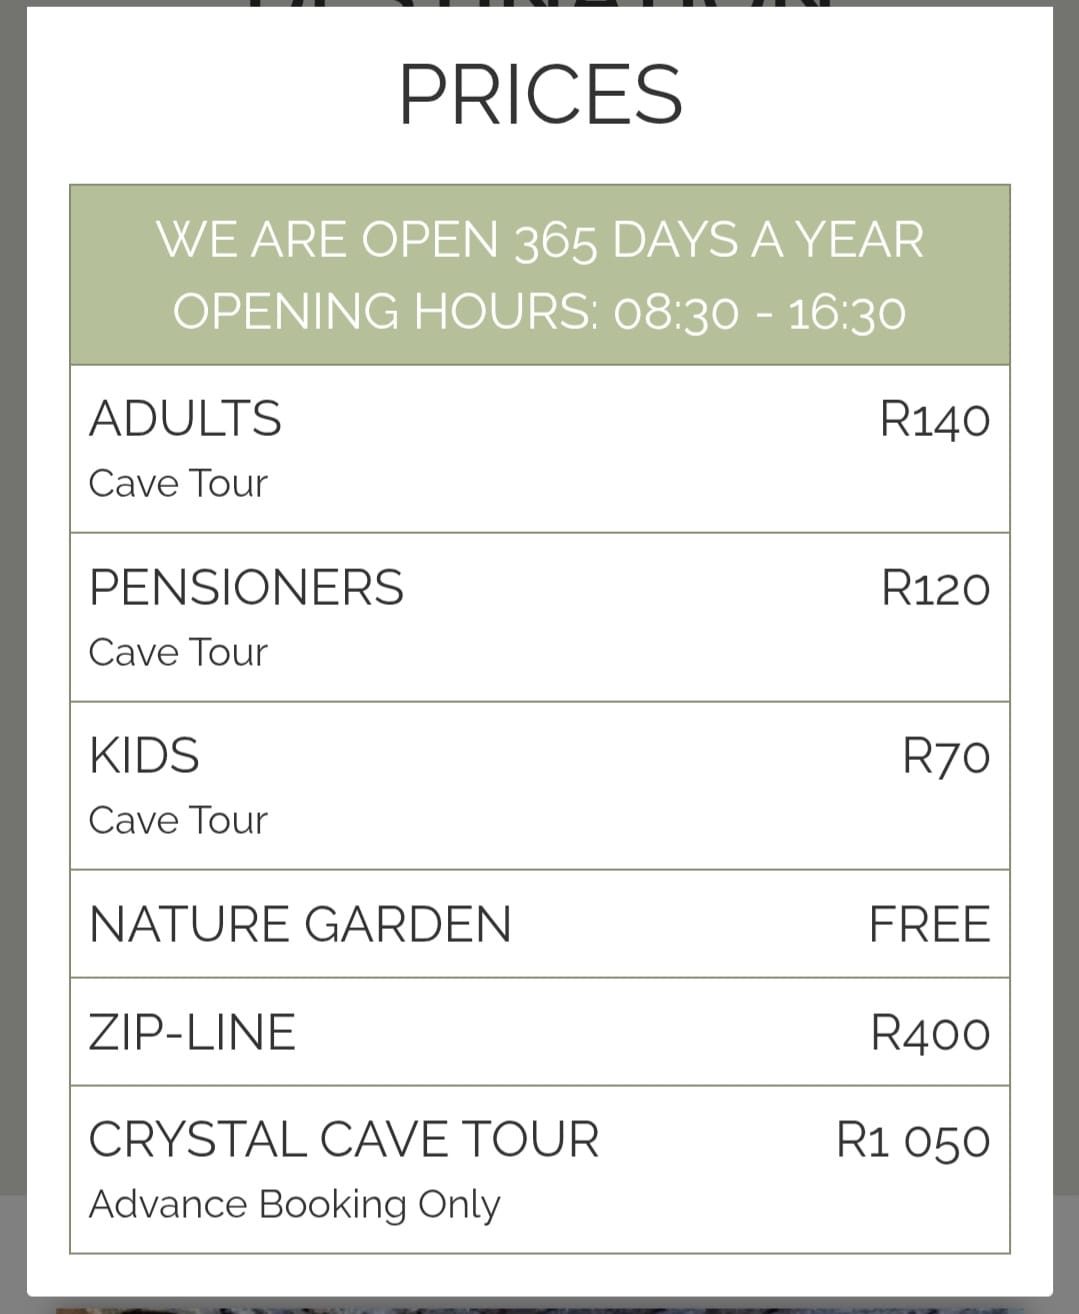 PRICES
WE ARE OPEN 365 DAYS A YEAR
OPENING HOURS: 08:30 - 16:30
ADULTS R140
Cave Tour
PENSIONERS R120
Cave Tour
KIDS R70
Cave Tour
NATURE GARDEN FREE
ZIP-LINE R400
CRYSTAL CAVE TOUR R1 050
Advance Booking Only